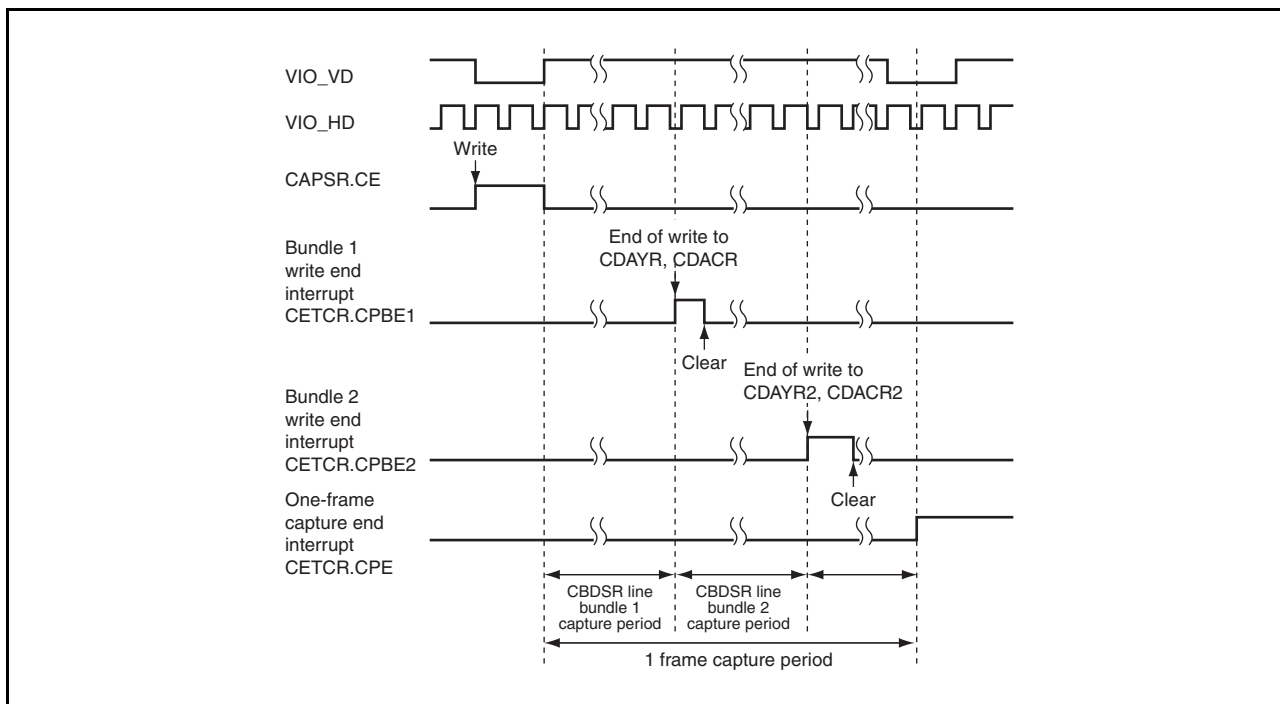 VIO_VD
VIO_HD
Write
CAPSR.CE
End of write to
CDAYR, CDACR
Bundle 1
write end
interrupt
CETCR.CPBE1
Clear
End of write to
CDAYR2, CDACR2
Bundle 2
write end
interrupt
CETCR.CPBE2
Clear
One-frame
capture end
interrupt
CETCR.CPE
CBDSR line
bundle 1
capture period
CBDSR line
bundle 2
capture period
1 frame capture period